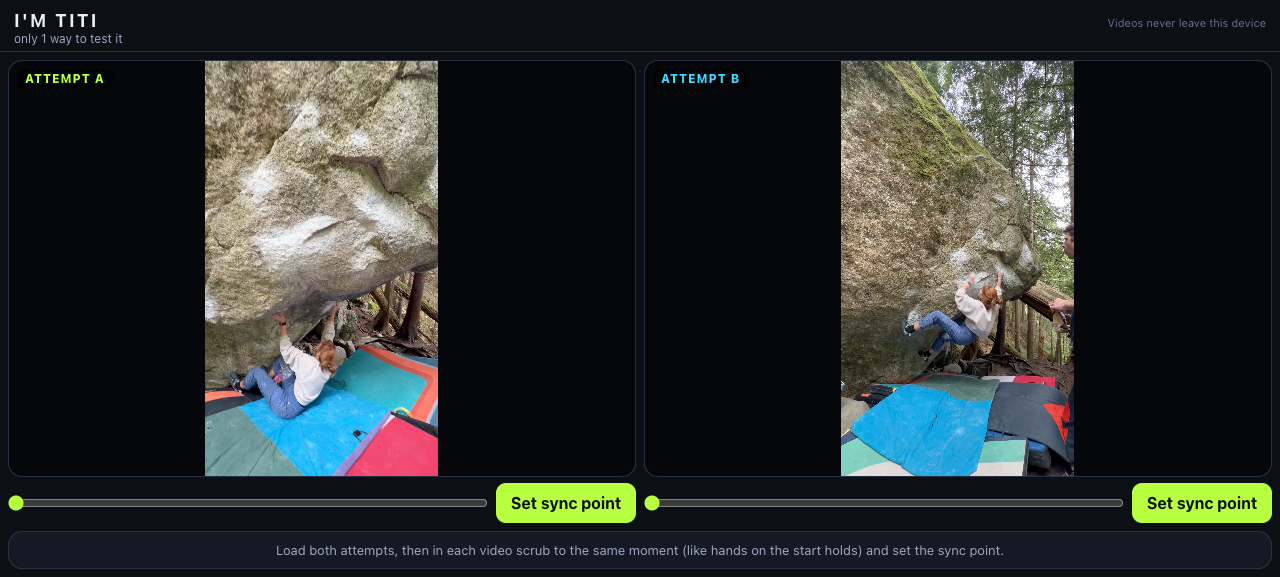 I'M TITI
only 1 way to test it
Videos never leave this device
ATTEMPT A
ATTEMPT B
Set sync point
Set sync point
Load both attempts, then in each video scrub to the same moment (like hands on the start holds) and set the sync point.